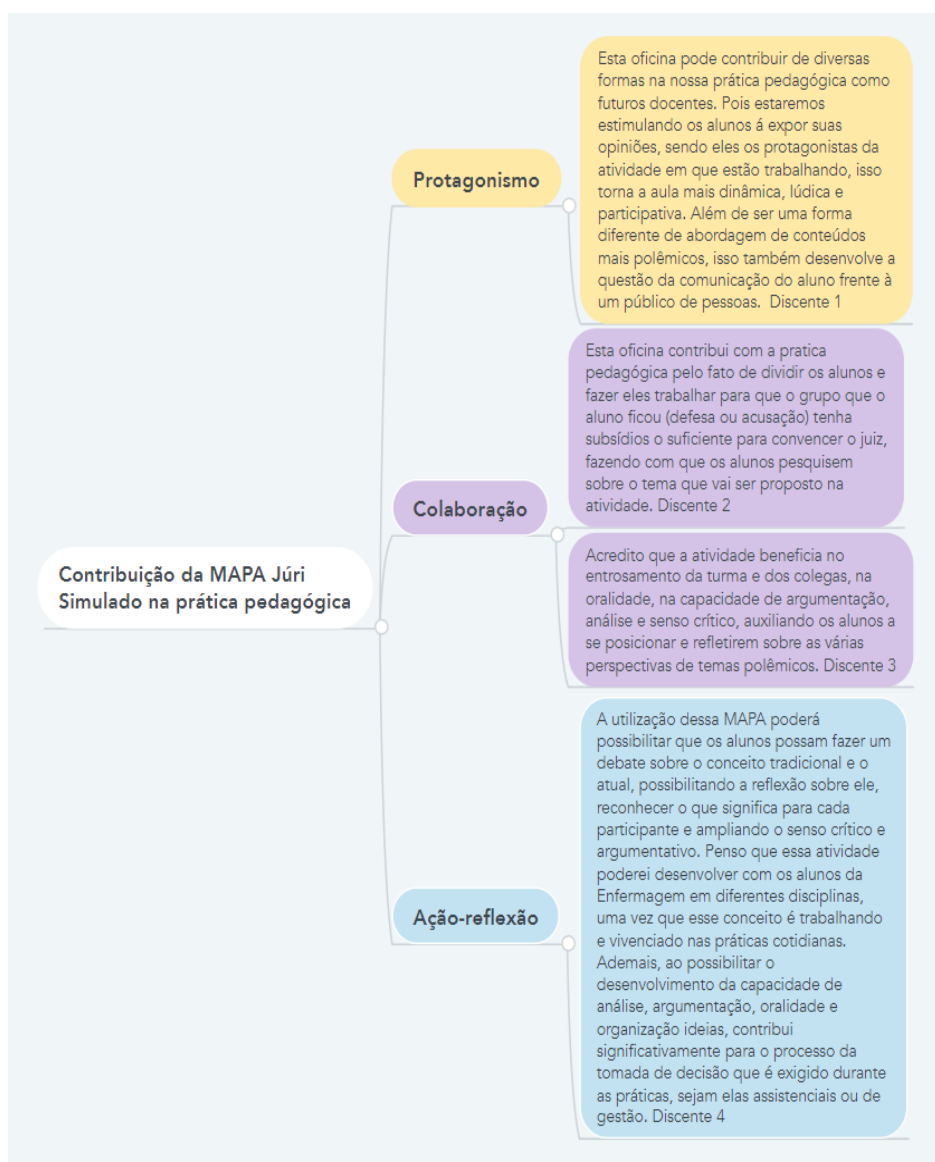 Contribuição da MAPA Júri
Simulado na prática pedagógica
Protagonismo
Esta oficina pode contribuir de diversas
formas na nossa prática pedagógica como
futuros docentes. Pois estaremos
estimulando os alunos á expor suas
opiniões, sendo eles os protagonistas da
atividade em que estão trabalhando, isso
torna a aula mais dinâmica, lúdica e
participativa. Além de ser uma forma
diferente de abordagem de conteúdos
mais polêmicos, isso também desenvolve a
questão da comunicação do aluno frente à
um público de pessoas. Discente 1
Colaboração
Esta oficina contribui com a pratica
pedagógica pelo fato de dividir os alunos e
fazer eles trabalhar para que o grupo que o
aluno ficou (defesa ou acusação) tenha
subsídios o suficiente para convencer o juiz,
fazendo com que os alunos pesquisem
sobre o tema que vai ser proposto na
atividade. Discente 2
Acredito que a atividade beneficia no
entrosamento da turma e dos colegas, na
oralidade, na capacidade de argumentação,
análise e senso crítico, auxiliando os alunos a
se posicionar e refletirem sobre as várias
perspectivas de temas polêmicos. Discente 3
Ação-reflexão
A utilização dessa MAPA poderá
possibilitar que os alunos possam fazer um
debate sobre o conceito tradicional e o
atual, possibilitando a reflexão sobre ele,
reconhecer o que significa para cada
participante e ampliando o senso crítico e
argumentativo. Penso que essa atividade
poderei desenvolver com os alunos da
Enfermagem em diferentes disciplinas,
uma vez que esse conceito é trabalhando
e vivenciado nas práticas cotidianas.
Ademais, ao possibilitar o
desenvolvimento da capacidade de
análise, argumentação, oralidade e
organização ideias, contribui
significativamente para o processo da
tomada de decisão que é exigido durante
as práticas, sejam elas assistenciais ou de
gestão. Discente 4